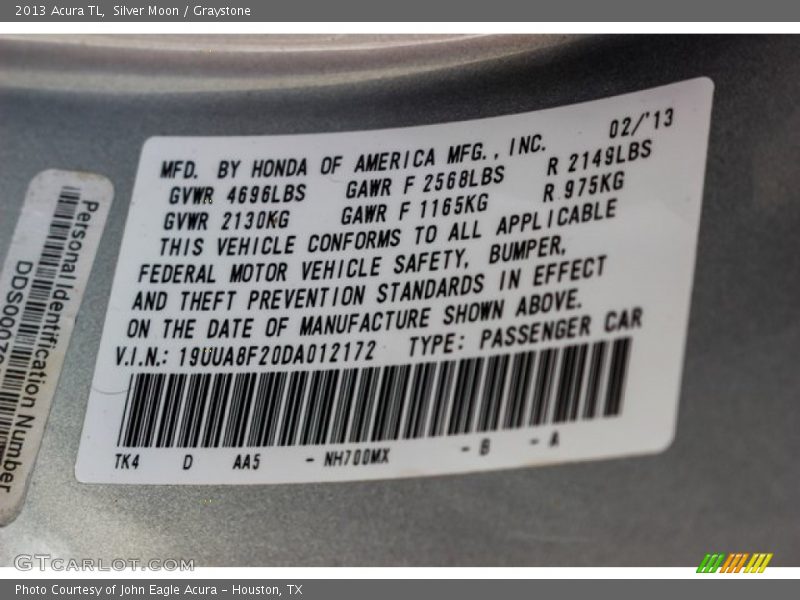 2013 Acura TL, Silver Moon / Graystone
MFD. BY HONDA OF AMERICA MFG., INC. 02/'13
GVWR 4696LBS GAWR F 2568LBS R 2149LBS
GVWR 2130KG GAWR F 1165KG R 975KG
THIS VEHICLE CONFORMS TO ALL APPLICABLE
FEDERAL MOTOR VEHICLE SAFETY, BUMPER,
AND THEFT PREVENTION STANDARDS IN EFFECT
ON THE DATE OF MANUFACTURE SHOWN ABOVE.
V.I.N.: 19UUA8F20DA012172 TYPE: PASSENGER CAR
TK4 D AA5 - NH700MX - B - A
Personal Identification Number
GTCARLOT.COM
Photo Courtesy of John Eagle Acura - Houston, TX